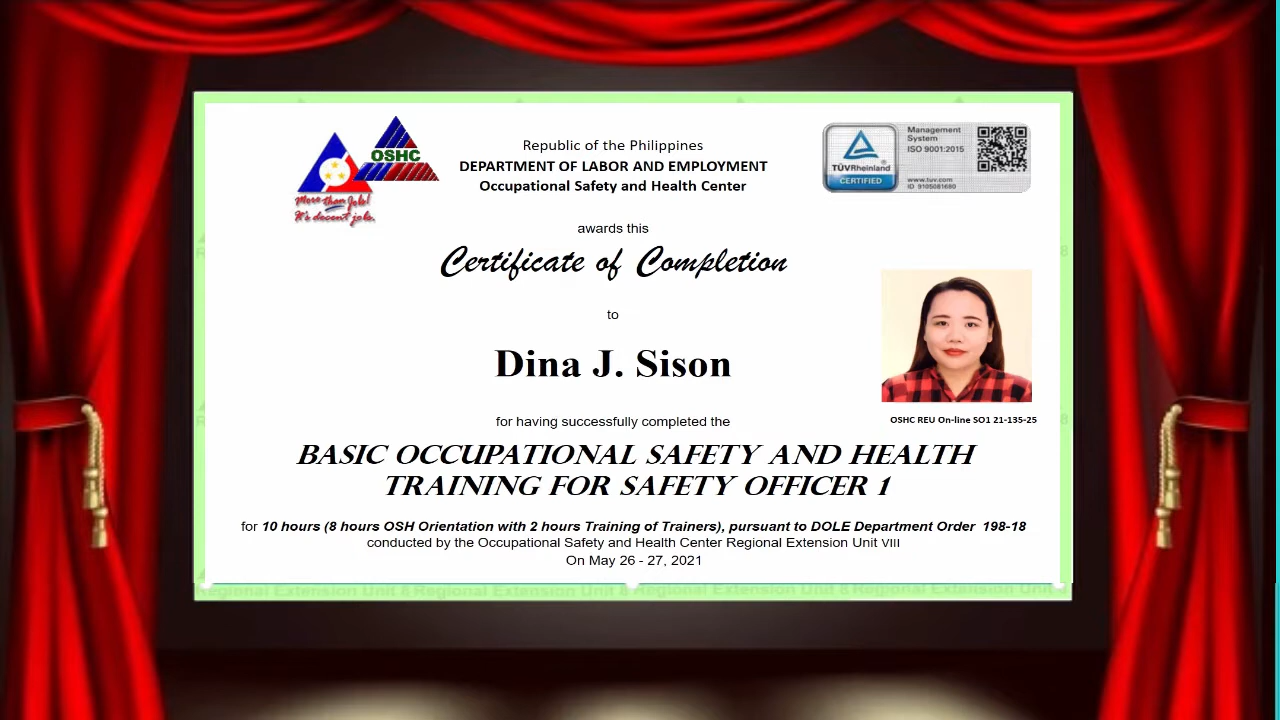 More than Job!
It's decent job.
OSHC
Republic of the Philippines
DEPARTMENT OF LABOR AND EMPLOYMENT
Occupational Safety and Health Center
TÜVRheinland®
CERTIFIED
Management
System
ISO 9001:2015
www.tuv.com
ID 9105081680
awards this
Certificate of Completion
to
Dina J. Sison
OSHC REU On-line SO1 21-135-25
for having successfully completed the
BASIC OCCUPATIONAL SAFETY AND HEALTH
TRAINING FOR SAFETY OFFICER 1
for 10 hours (8 hours OSH Orientation with 2 hours Training of Trainers), pursuant to DOLE Department Order 198-18
conducted by the Occupational Safety and Health Center Regional Extension Unit VIII
On May 26 - 27, 2021
Regional Extension Unit 8 Regional Extension Unit 8 Regional Extension Unit 8 Regional Extension Unit 8